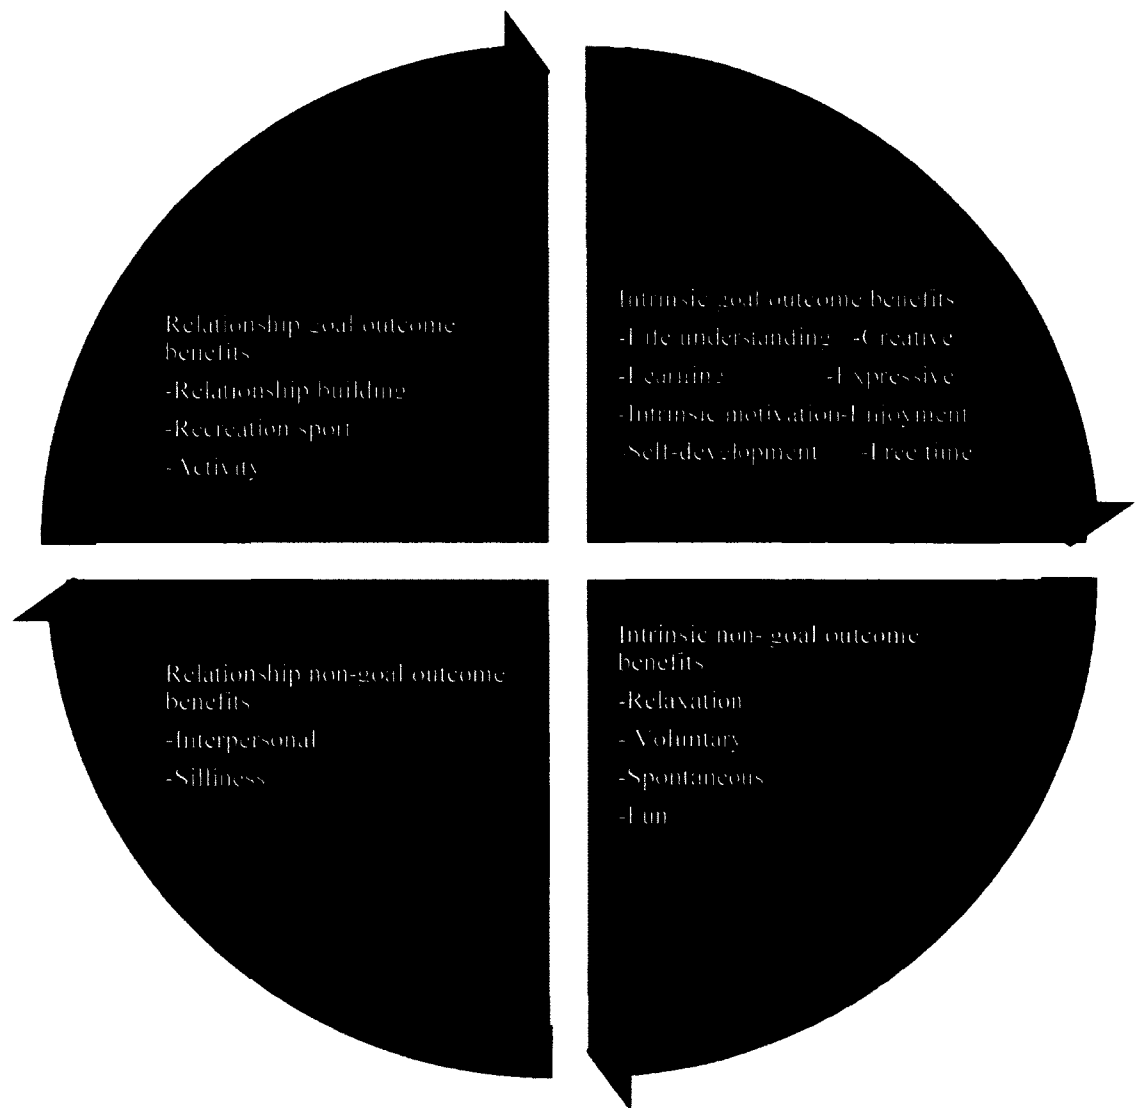 Relationship goal outcome
benefits
-Relationship building
-Recreation sport
-Activity
Intrinsic goal outcome benefits
-Life understanding -Creative
-Learning -Expressive
-Intrinsic motivation-Enjoyment
-Self-development -Free time
Relationship non-goal outcome
benefits
-Interpersonal
-Silliness
Intrinsic non- goal outcome
benefits
-Relaxation
- Voluntary
-Spontaneous
-Fun